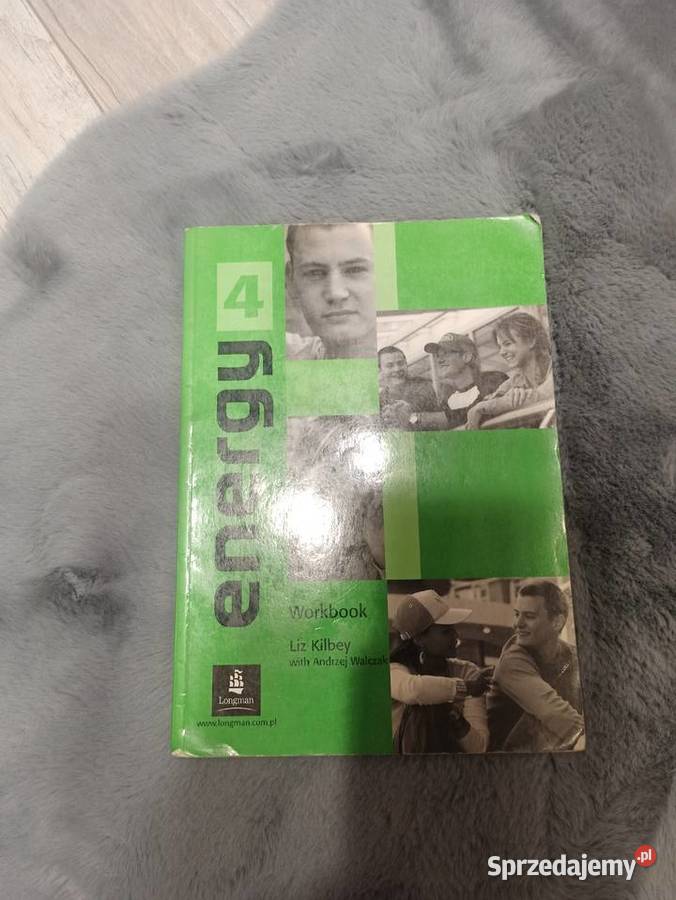 energy 4
Workbook
Liz Kilbey
with Andrzej Walczak
Longman
www.longman.com.pl
Sprzedajemy.pl